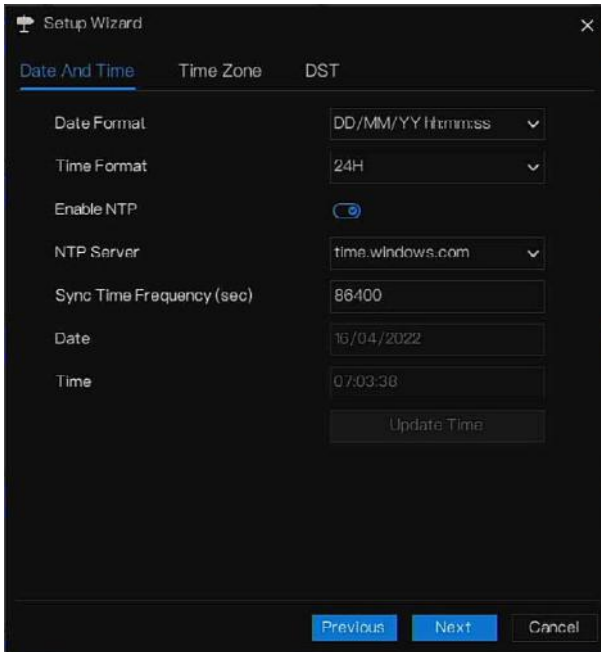 Setup Wizard
Date And Time Time Zone DST
Date Format DD/MM/YY hh:mm:ss
Time Format 24H
Enable NTP
NTP Server time.windows.com
Sync Time Frequency (sec) 86400
Date 16/04/2022
Time 07:03:38
Update Time
Previous Next Cancel